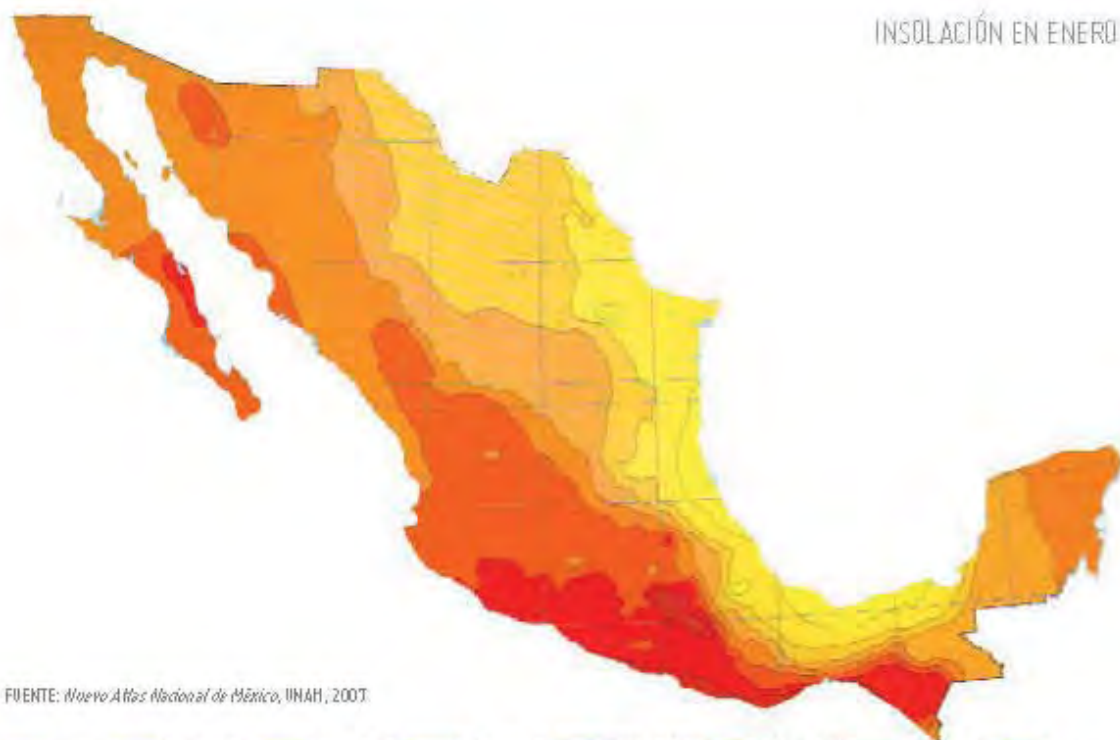 INSOLACIÓN EN ENERO
FUENTE: Nuevo Atlas Nacional de México, UNAM, 2007